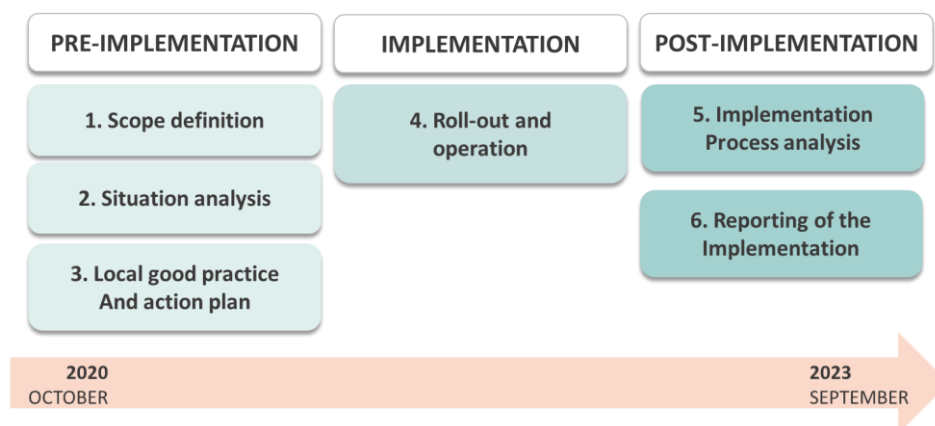 PRE-IMPLEMENTATION
1. Scope definition
2. Situation analysis
3. Local good practice
And action plan
IMPLEMENTATION
4. Roll-out and
operation
POST-IMPLEMENTATION
5. Implementation
Process analysis
6. Reporting of the
Implementation
2020
OCTOBER
2023
SEPTEMBER